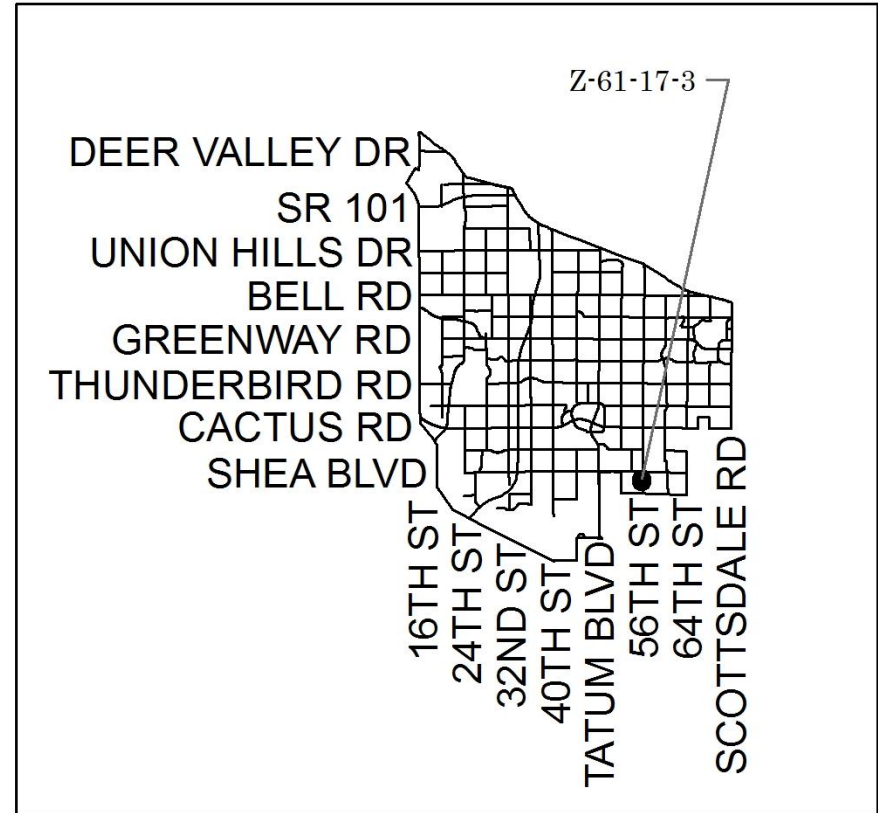 Z-61-17-3
DEER VALLEY DR
SR 101
UNION HILLS DR
BELL RD
GREENWAY RD
THUNDERBIRD RD
CACTUS RD
SHEA BLVD
16TH ST
24TH ST
32ND ST
40TH ST
TATUM BLVD
56TH ST
64TH ST
SCOTTSDALE RD